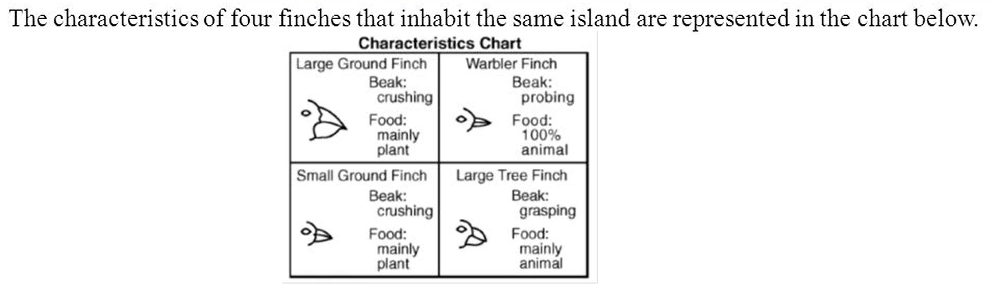 The characteristics of four finches that inhabit the same island are represented in the chart below.
Characteristics Chart
Large Ground Finch
Beak:
crushing
Food:
mainly
plant
Warbler Finch
Beak:
probing
Food:
100%
animal
Small Ground Finch
Beak:
crushing
Food:
mainly
plant
Large Tree Finch
Beak:
grasping
Food:
mainly
animal